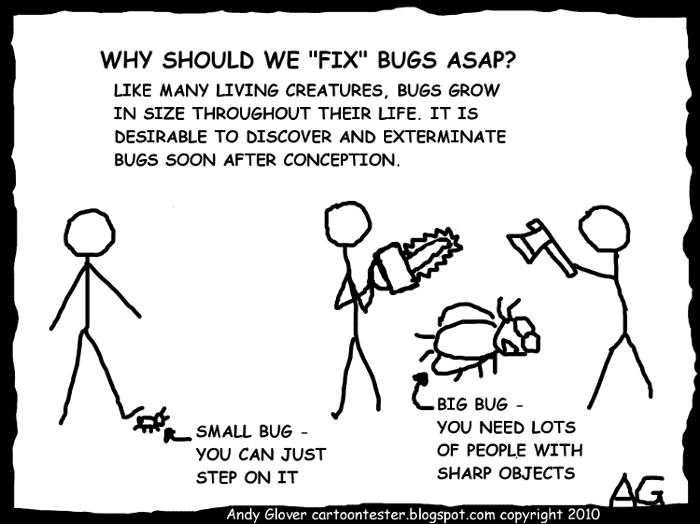 WHY SHOULD WE "FIX" BUGS ASAP?
LIKE MANY LIVING CREATURES, BUGS GROW
IN SIZE THROUGHOUT THEIR LIFE. IT IS
DESIRABLE TO DISCOVER AND EXTERMINATE
BUGS SOON AFTER CONCEPTION.
SMALL BUG -
YOU CAN JUST
STEP ON IT
BIG BUG -
YOU NEED LOTS
OF PEOPLE WITH
SHARP OBJECTS
AG
Andy Glover cartoontester.blogspot.com copyright 2010